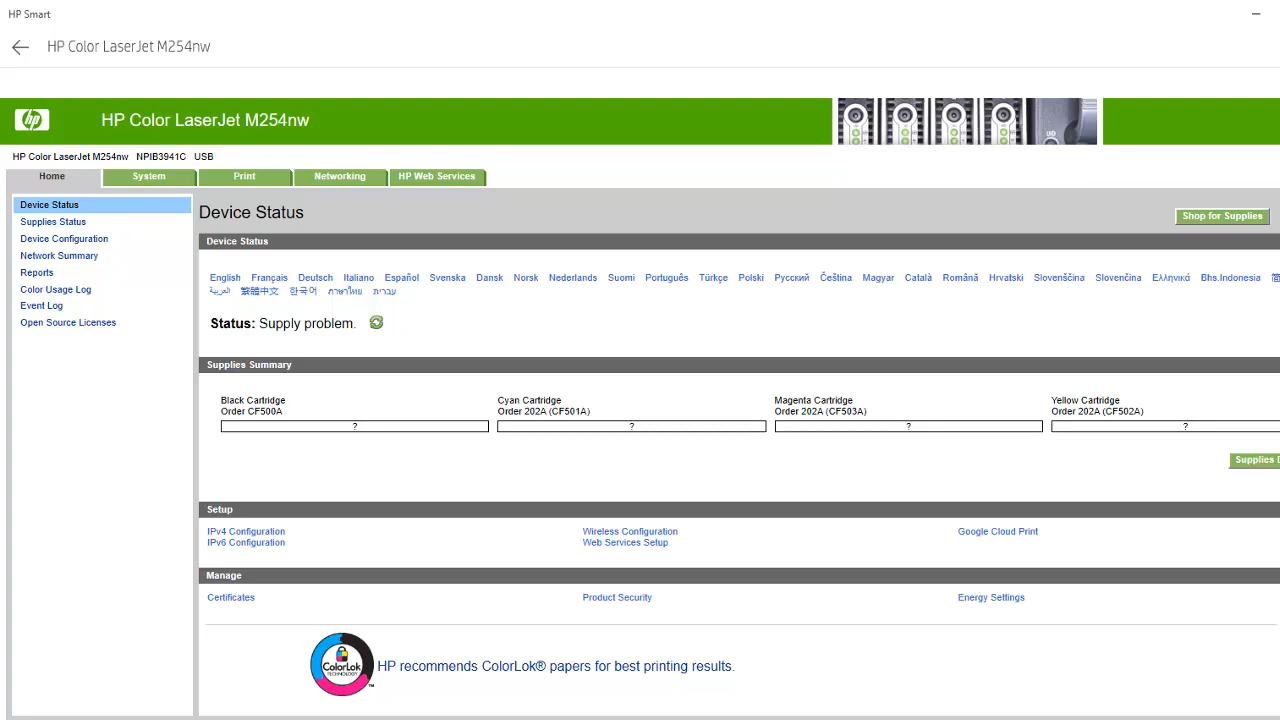 HP Smart
HP Color LaserJet M254nw
hp HP Color LaserJet M254nw
UID
HP Color LaserJet M254nw NPIB3941C USB
Home System Print Networking HP Web Services
Device Status
Supplies Status
Device Configuration
Network Summary
Reports
Color Usage Log
Event Log
Open Source Licenses
Device Status
Shop for Supplies
Device Status
English Français Deutsch Italiano Español Svenska Dansk Norsk Nederlands Suomi Português Türkçe Polski Русский Čeština Magyar Català Română Hrvatski Slovenščina Slovenčina Ελληνικά Bhs.Indonesia 简
العربية 繁體中文 한국어 ภาษาไทย עברית
Status: Supply problem.
Supplies Summary
Black Cartridge Cyan Cartridge Magenta Cartridge Yellow Cartridge
Order CF500A Order 202A (CF501A) Order 202A (CF503A) Order 202A (CF502A)
? ? ? ?
Supplies D
Setup
IPv4 Configuration Wireless Configuration Google Cloud Print
IPv6 Configuration Web Services Setup
Manage
Certificates Product Security Energy Settings
ColorLok
TECHNOLOGY ™
HP recommends ColorLok® papers for best printing results.